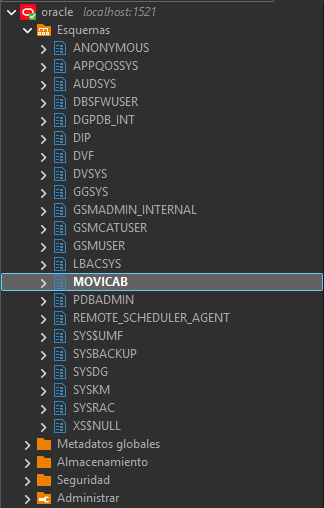 oracle localhost:1521
Esquemas
ANONYMOUS
APPQOSSYS
AUDSYS
DBSFWUSER
DGPDB_INT
DIP
DVF
DVSYS
GGSYS
GSMADMIN_INTERNAL
GSMCATUSER
GSMUSER
LBACSYS
MOVICAB
PDBADMIN
REMOTE_SCHEDULER_AGENT
SYS$UMF
SYSBACKUP
SYSDG
SYSKM
SYSRAC
XS$NULL
Metadatos globales
Almacenamiento
Seguridad
Administrar